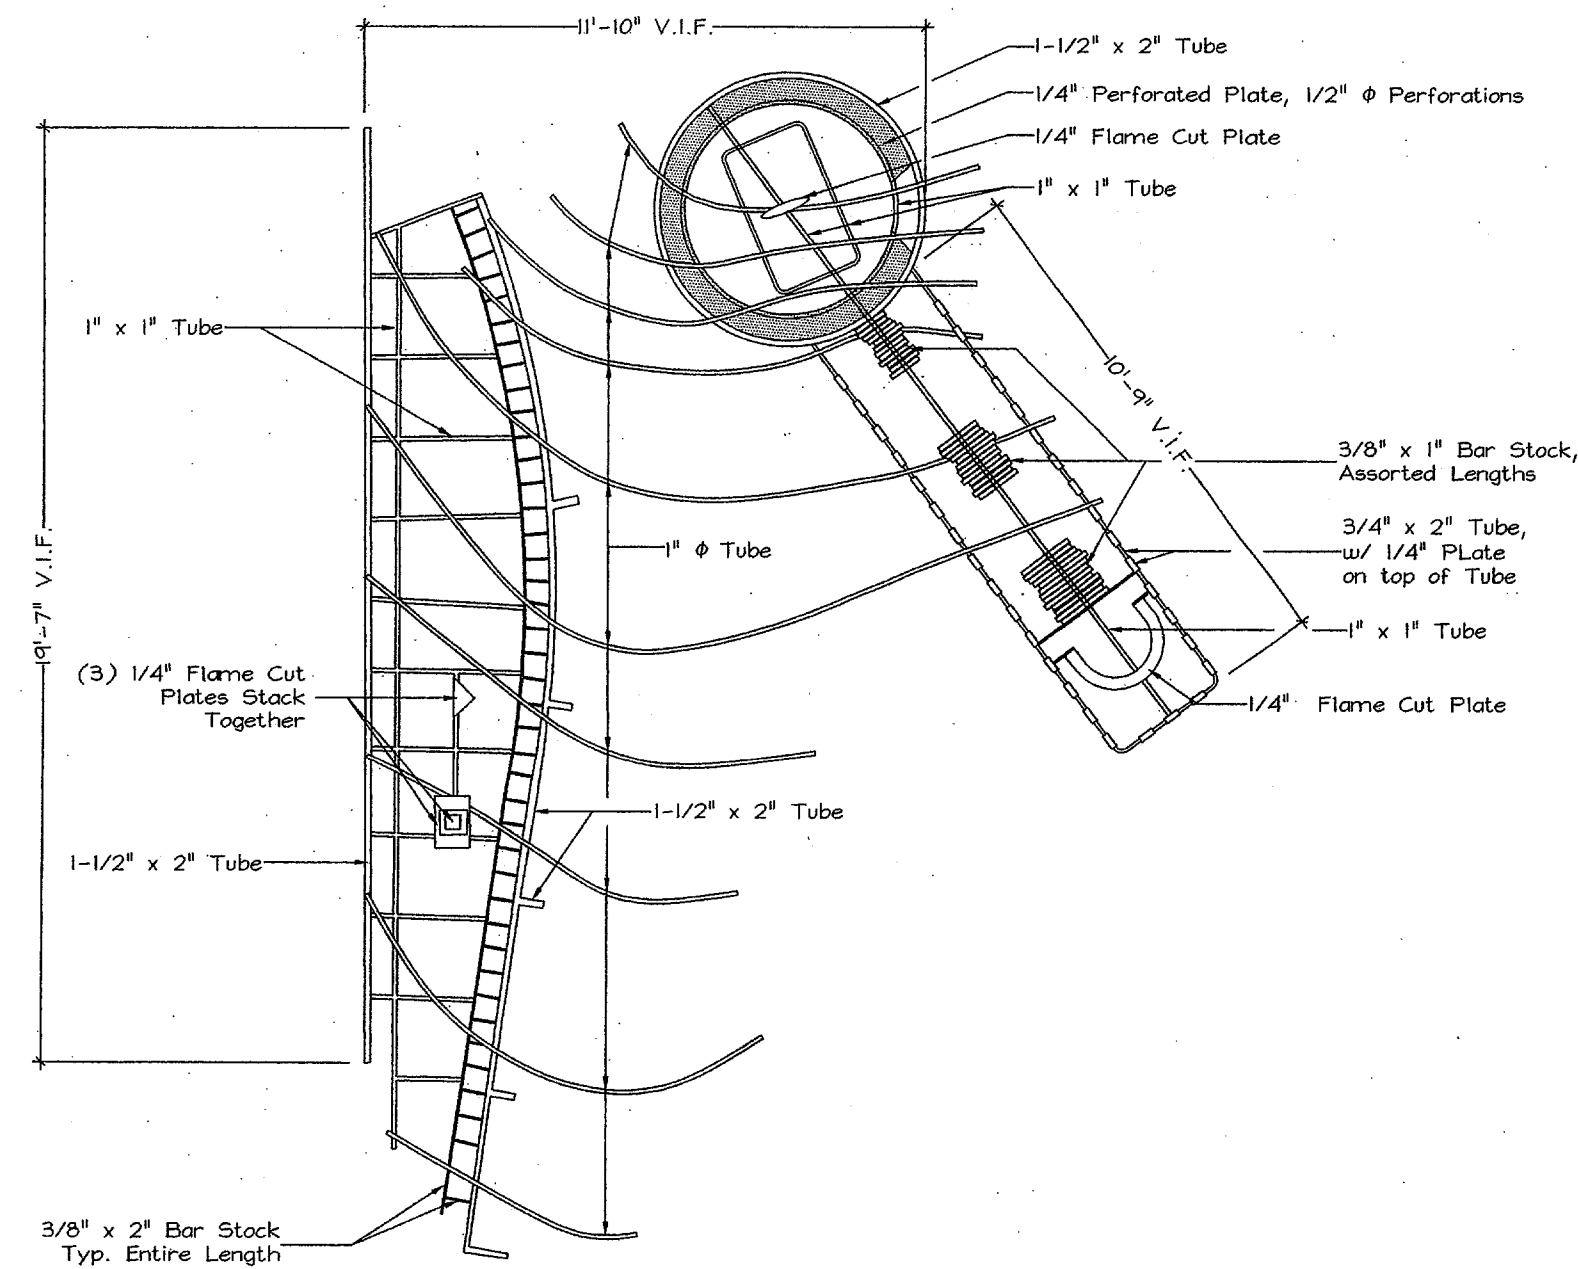 11'-10" V.I.F.
1-1/2" x 2" Tube
1/4" Perforated Plate, 1/2" ϕ Perforations
1/4" Flame Cut Plate
1" x 1" Tube
10'-9" V.I.F.
1" x 1" Tube
3/8" x 1" Bar Stock,
Assorted Lengths
3/4" x 2" Tube,
w/ 1/4" PLate
on top of Tube
1" ϕ Tube
19'-7" V.I.F.
1" x 1" Tube
(3) 1/4" Flame Cut
Plates Stack
Together
1/4" Flame Cut Plate
1-1/2" x 2" Tube
1-1/2" x 2" Tube
3/8" x 2" Bar Stock
Typ. Entire Length